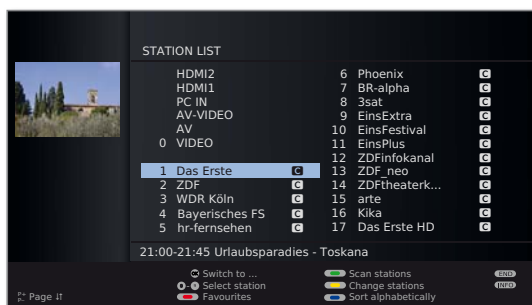 STATION LIST
HDMI2
HDMI1
PC IN
AV-VIDEO
AV
0 VIDEO
1 Das Erste C
2 ZDF C
3 WDR Köln C
4 Bayerisches FS C
5 hr-fernsehen C
6 Phoenix C
7 BR-alpha C
8 3sat C
9 EinsExtra C
10 EinsFestival C
11 EinsPlus C
12 ZDFinfokanal C
13 ZDF_neo C
14 ZDFtheaterk... C
15 arte C
16 Kika C
17 Das Erste HD C
21:00-21:45 Urlaubsparadies - Toskana
OK Switch to ...
0-9 Select station
Favourites
Scan stations
Change stations
Sort alphabetically
END
INFO
P+ P- Page